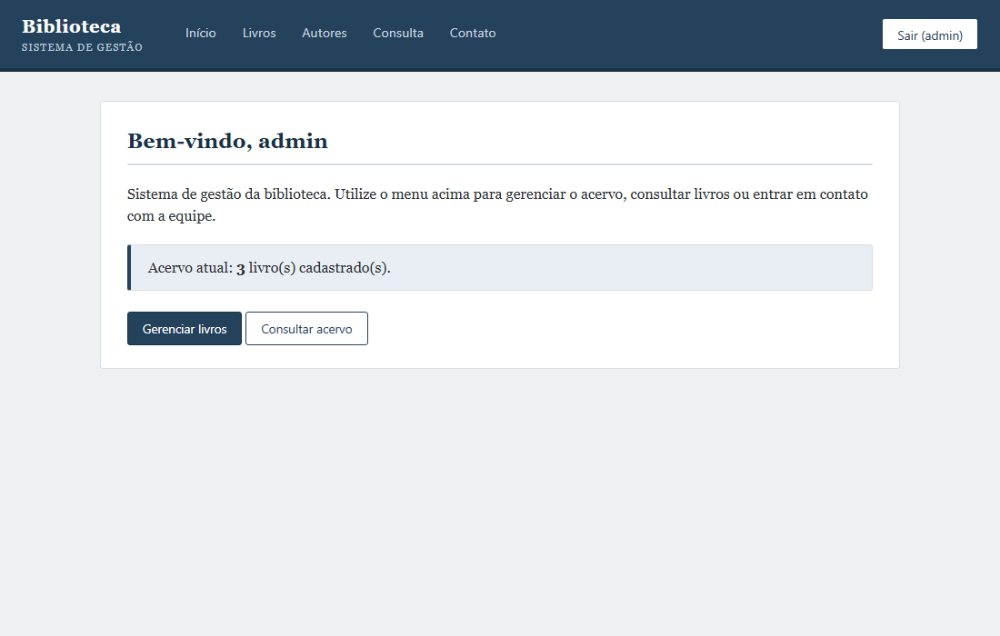 Biblioteca
SISTEMA DE GESTÃO
Início
Livros
Autores
Consulta
Contato
Sair (admin)
Bem-vindo, admin
Sistema de gestão da biblioteca. Utilize o menu acima para gerenciar o acervo, consultar livros ou entrar em contato
com a equipe.
Acervo atual: 3 livro(s) cadastrado(s).
Gerenciar livros
Consultar acervo